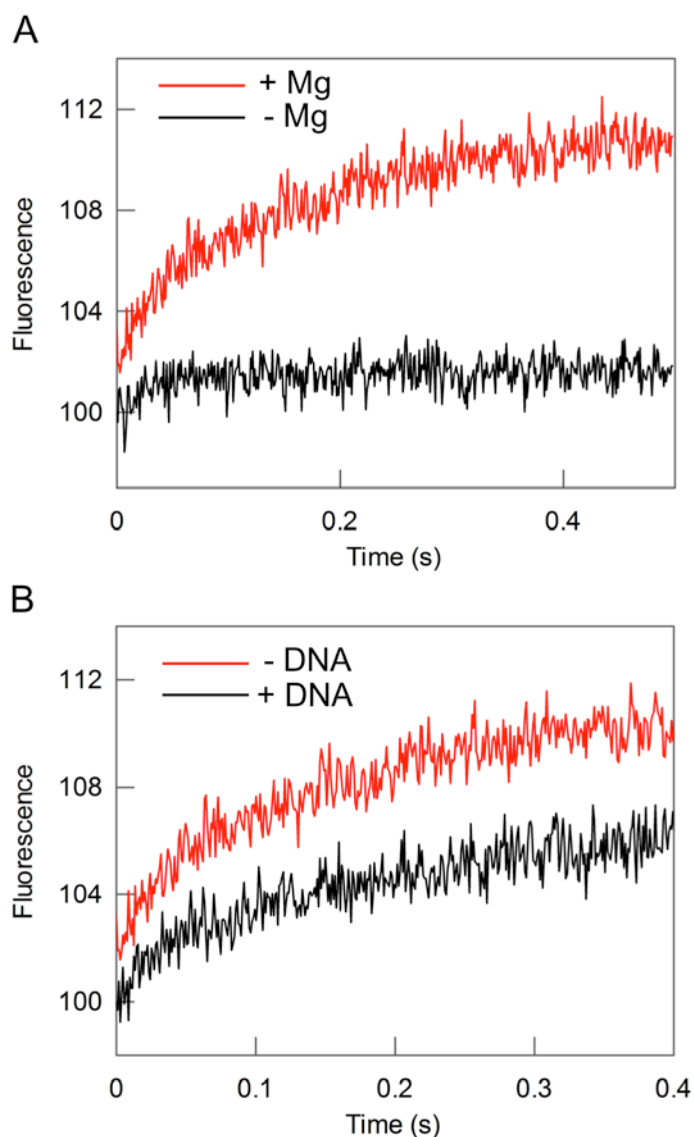 A
+ Mg
- Mg
112
108
104
100
Fluorescence
0
0.2
0.4
Time (s)
B
- DNA
+ DNA
112
108
104
100
Fluorescence
0
0.1
0.2
0.3
0.4
Time (s)